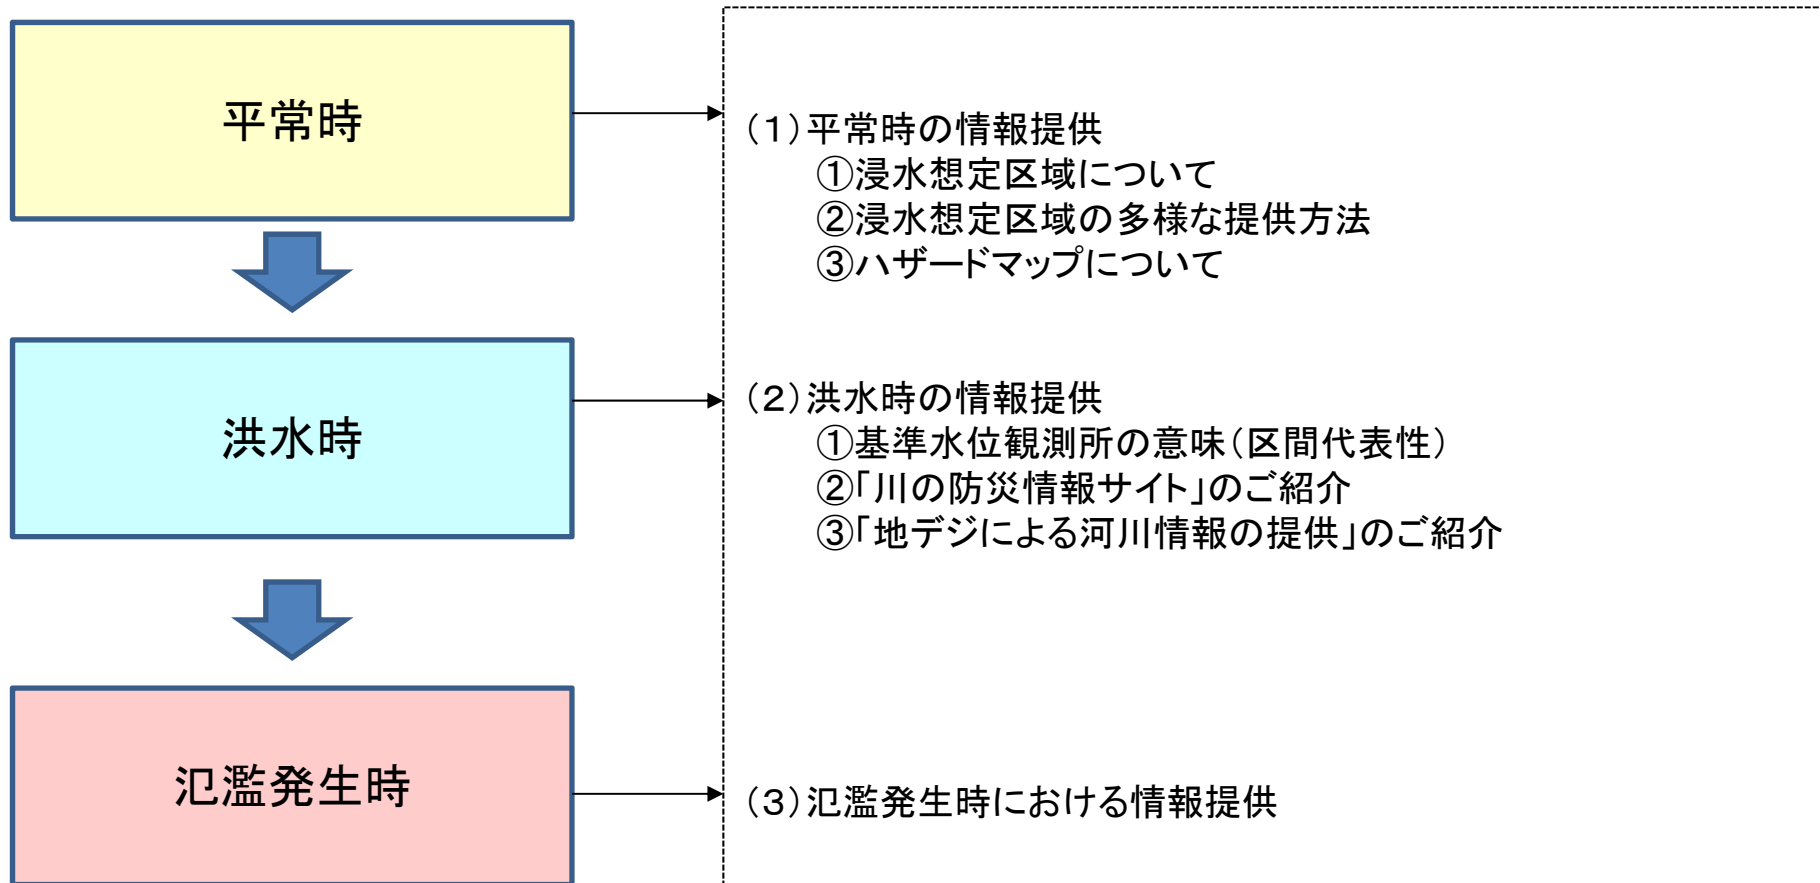 平常時
(1)平常時の情報提供
①浸水想定区域について
②浸水想定区域の多様な提供方法
③ハザードマップについて
洪水時
(2)洪水時の情報提供
①基準水位観測所の意味(区間代表性)
②「川の防災情報サイト」のご紹介
③「地デジによる河川情報の提供」のご紹介
氾濫発生時
(3)氾濫発生時における情報提供